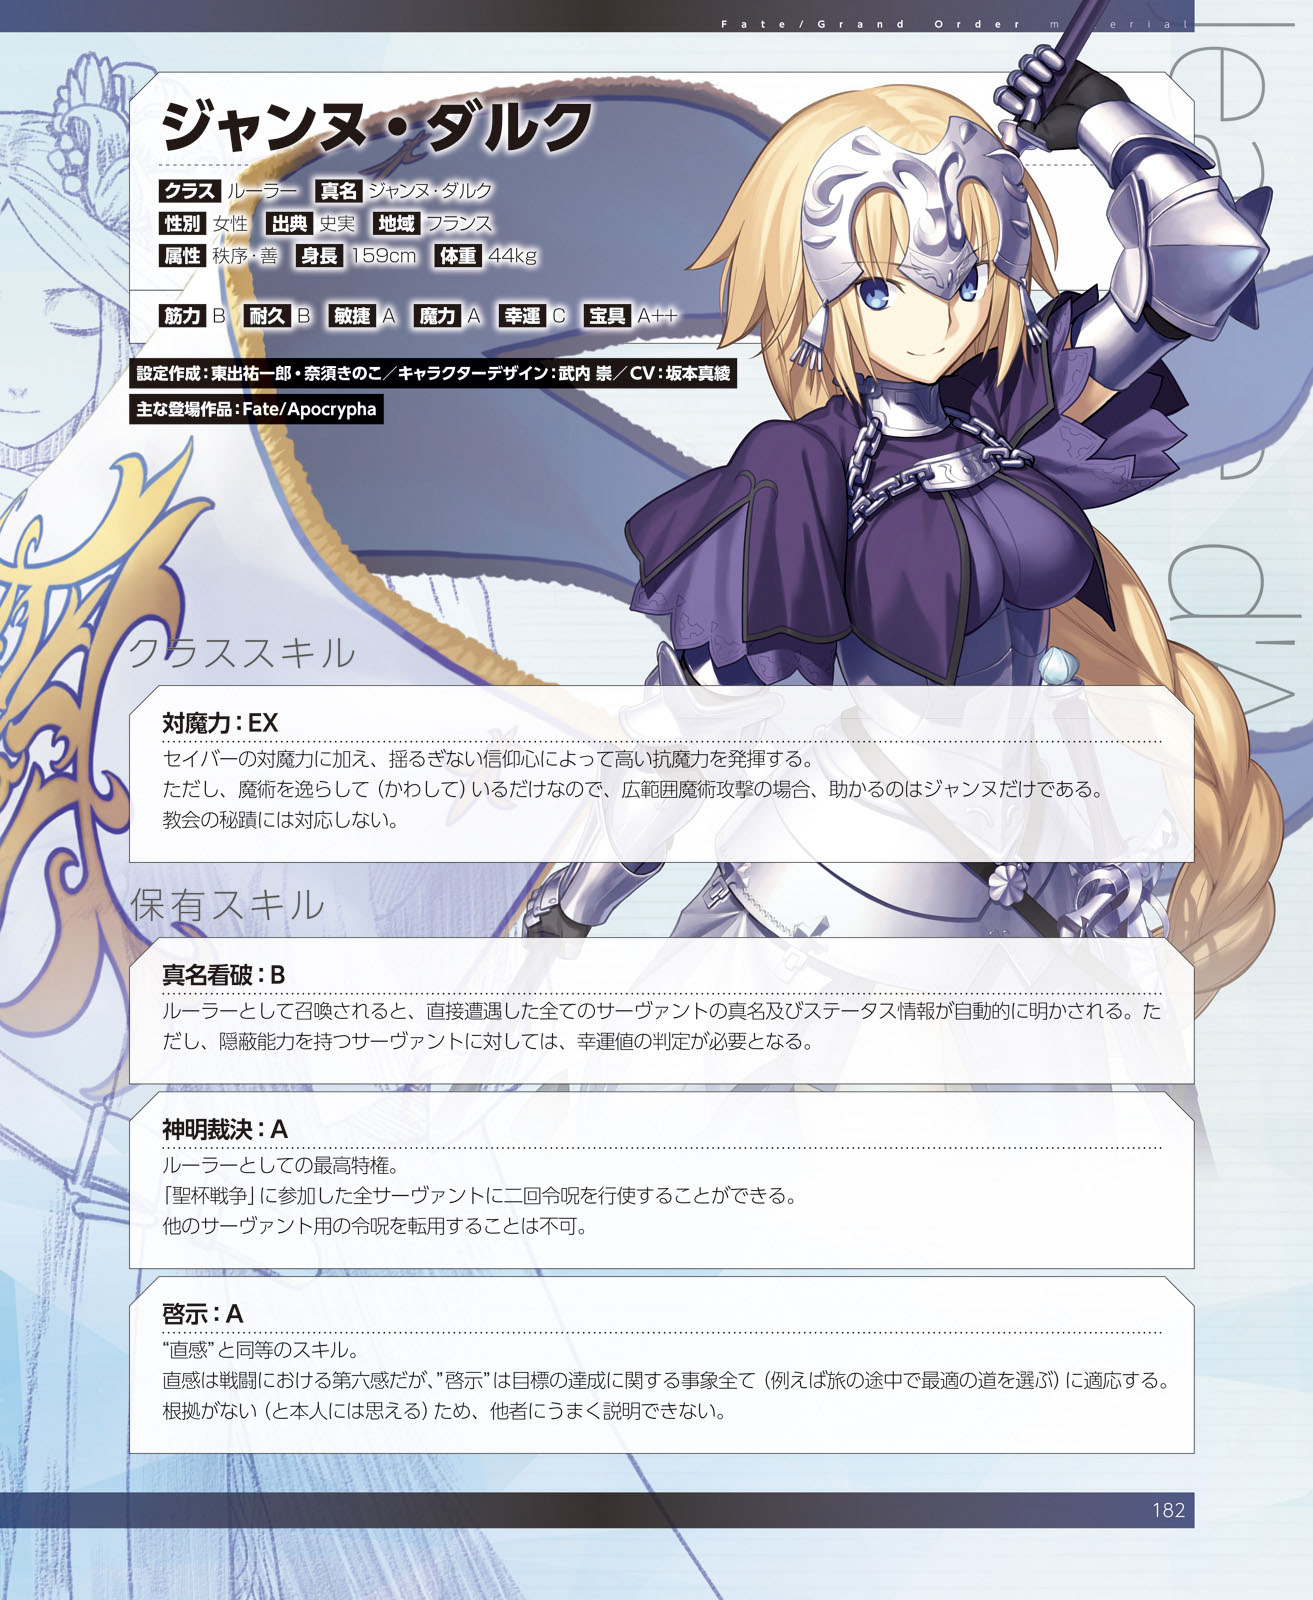 Fate/Grand Order material
ジャンヌ・ダルク
クラス ルーラー 真名 ジャンヌ・ダルク
性別 女性 出典 史実 地域 フランス
属性 秩序・善 身長 159cm 体重 44kg
筋力 B 耐久 B 敏捷 A 魔力 A 幸運 C 宝具 A++
設定作成:東出祐一郎・奈須きのこ／キャラクターデザイン:武内 崇／CV:坂本真綾
主な登場作品:Fate/Apocrypha
クラススキル
対魔力:EX
セイバーの対魔力に加え、揺るぎない信仰心によって高い抗魔力を発揮する。
ただし、魔術を逸らして（かわして）いるだけなので、広範囲魔術攻撃の場合、助かるのはジャンヌだけである。
教会の秘蹟には対応しない。
保有スキル
真名看破:B
ルーラーとして召喚されると、直接遭遇した全てのサーヴァントの真名及びステータス情報が自動的に明かされる。た
だし、隠蔽能力を持つサーヴァントに対しては、幸運値の判定が必要となる。
神明裁決:A
ルーラーとしての最高特権。
「聖杯戦争」に参加した全サーヴァントに二回令呪を行使することができる。
他のサーヴァント用の令呪を転用することは不可。
啓示:A
“直感”と同等のスキル。
直感は戦闘における第六感だが、”啓示”は目標の達成に関する事象全て（例えば旅の途中で最適の道を選ぶ）に適応する。
根拠がない（と本人には思える）ため、他者にうまく説明できない。
182